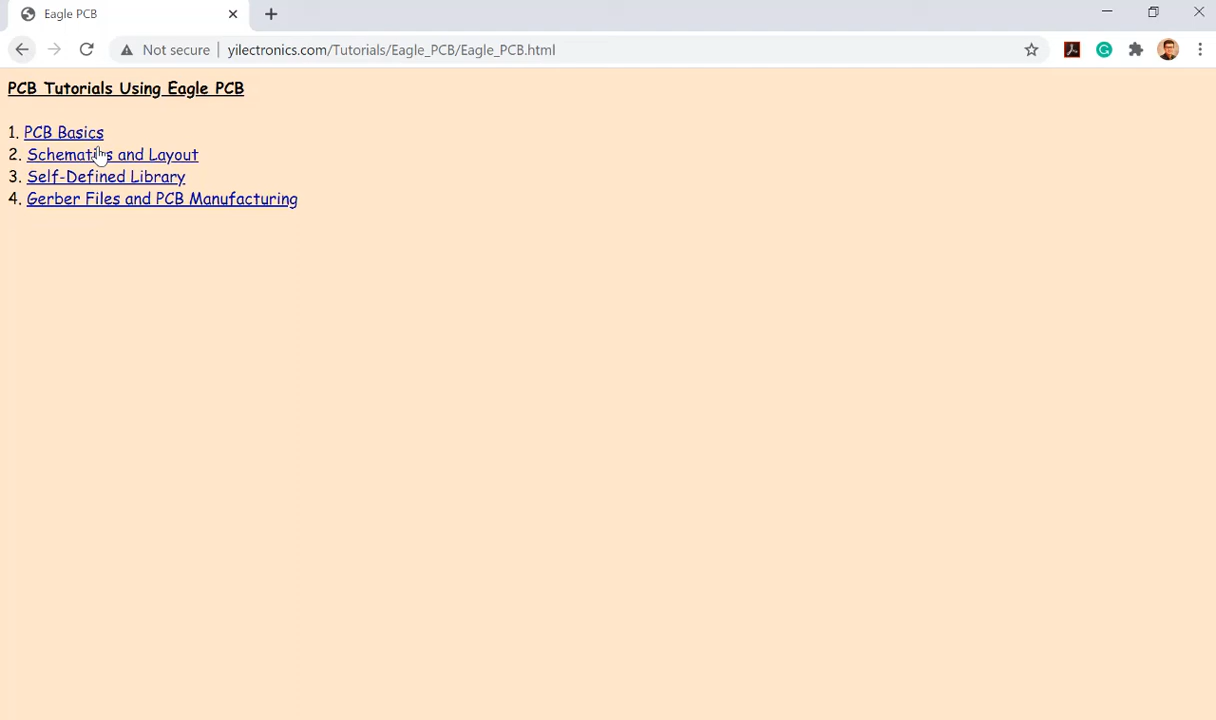 Eagle PCB
Not secure yilectronics.com/Tutorials/Eagle_PCB/Eagle_PCB.html
PCB Tutorials Using Eagle PCB
1. PCB Basics
2. Schematics and Layout
3. Self-Defined Library
4. Gerber Files and PCB Manufacturing